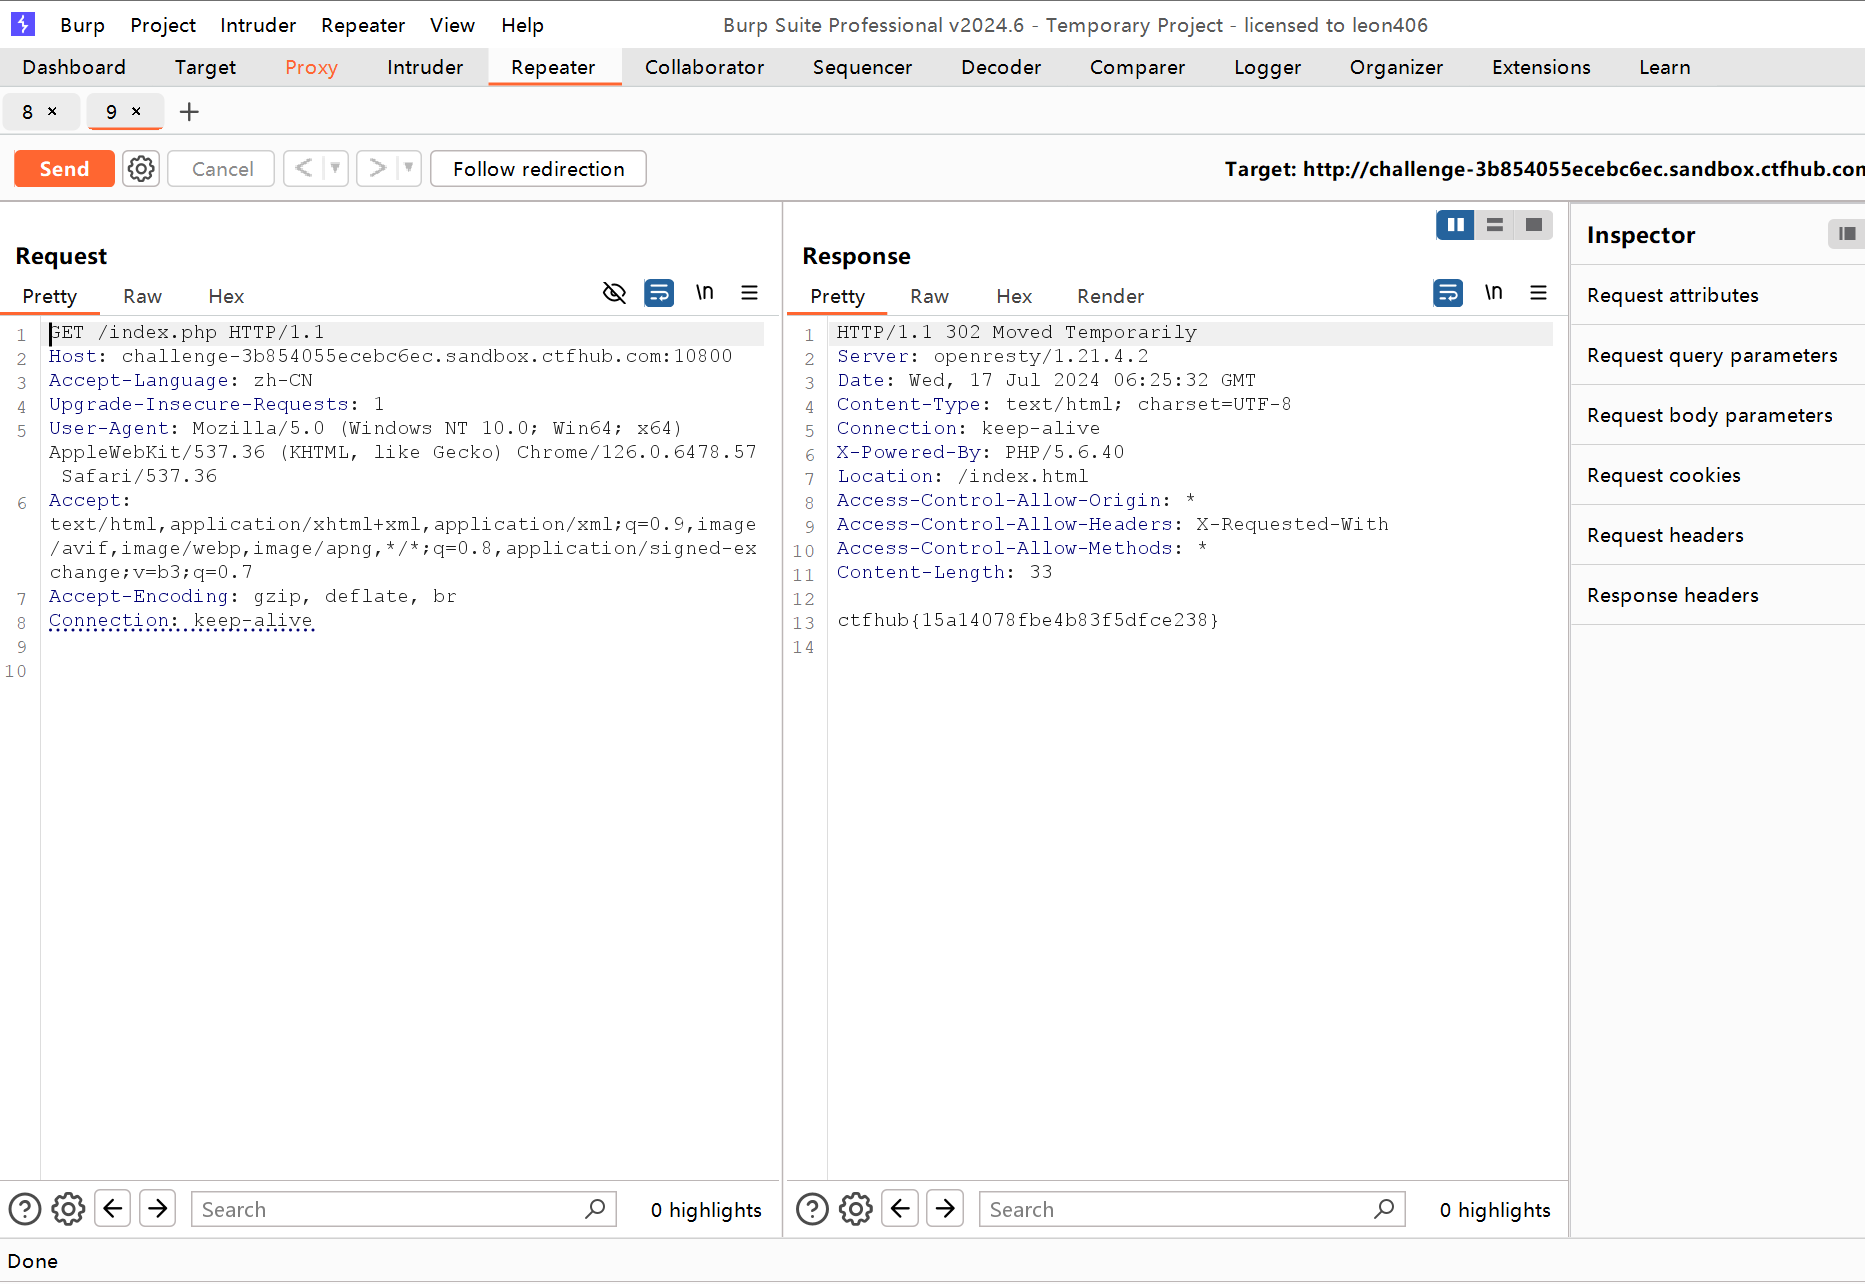 Burp Project Intruder Repeater View Help Burp Suite Professional v2024.6 - Temporary Project - licensed to leon406
Dashboard Target Proxy Intruder Repeater Collaborator Sequencer Decoder Comparer Logger Organizer Extensions Learn
8 × 9 × +
Send Cancel < > Follow redirection Target: http://challenge-3b854055ecebc6ec.sandbox.ctfhub.con
Request
Pretty Raw Hex \n
1 GET /index.php HTTP/1.1
2 Host: challenge-3b854055ecebc6ec.sandbox.ctfhub.com:10800
3 Accept-Language: zh-CN
4 Upgrade-Insecure-Requests: 1
5 User-Agent: Mozilla/5.0 (Windows NT 10.0; Win64; x64)
AppleWebKit/537.36 (KHTML, like Gecko) Chrome/126.0.6478.57
Safari/537.36
6 Accept:
text/html,application/xhtml+xml,application/xml;q=0.9,image
/avif,image/webp,image/apng,*/*;q=0.8,application/signed-ex
change;v=b3;q=0.7
7 Accept-Encoding: gzip, deflate, br
8 Connection: keep-alive
9
10
Search 0 highlights
Response
Pretty Raw Hex Render \n
1 HTTP/1.1 302 Moved Temporarily
2 Server: openresty/1.21.4.2
3 Date: Wed, 17 Jul 2024 06:25:32 GMT
4 Content-Type: text/html; charset=UTF-8
5 Connection: keep-alive
6 X-Powered-By: PHP/5.6.40
7 Location: /index.html
8 Access-Control-Allow-Origin: *
9 Access-Control-Allow-Headers: X-Requested-With
10 Access-Control-Allow-Methods: *
11 Content-Length: 33
12
13 ctfhub{15a14078fbe4b83f5dfce238}
14
Search 0 highlights
Inspector
Request attributes
Request query parameters
Request body parameters
Request cookies
Request headers
Response headers
Done